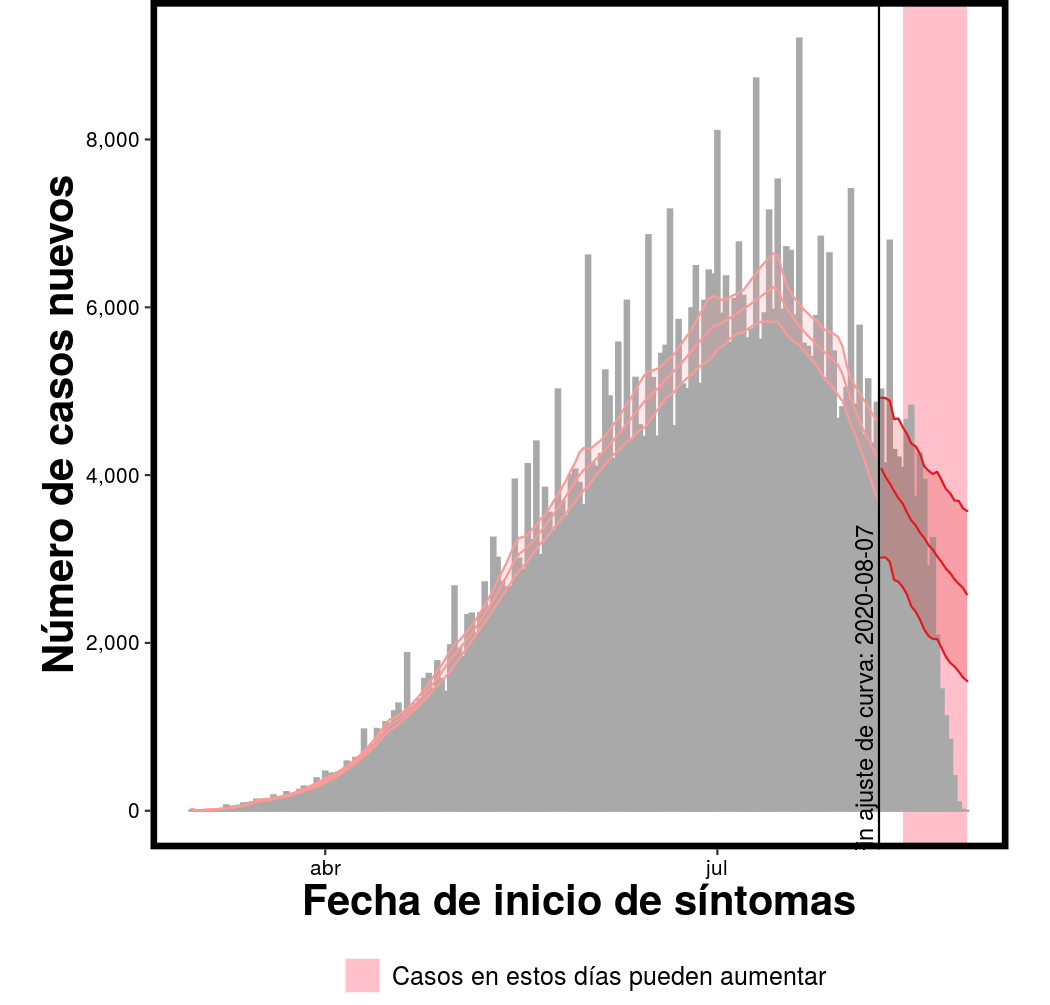 Número de casos nuevos
8,000
6,000
4,000
2,000
0
in ajuste de curva: 2020-08-07
abr
jul
Fecha de inicio de síntomas
Casos en estos días pueden aumentar